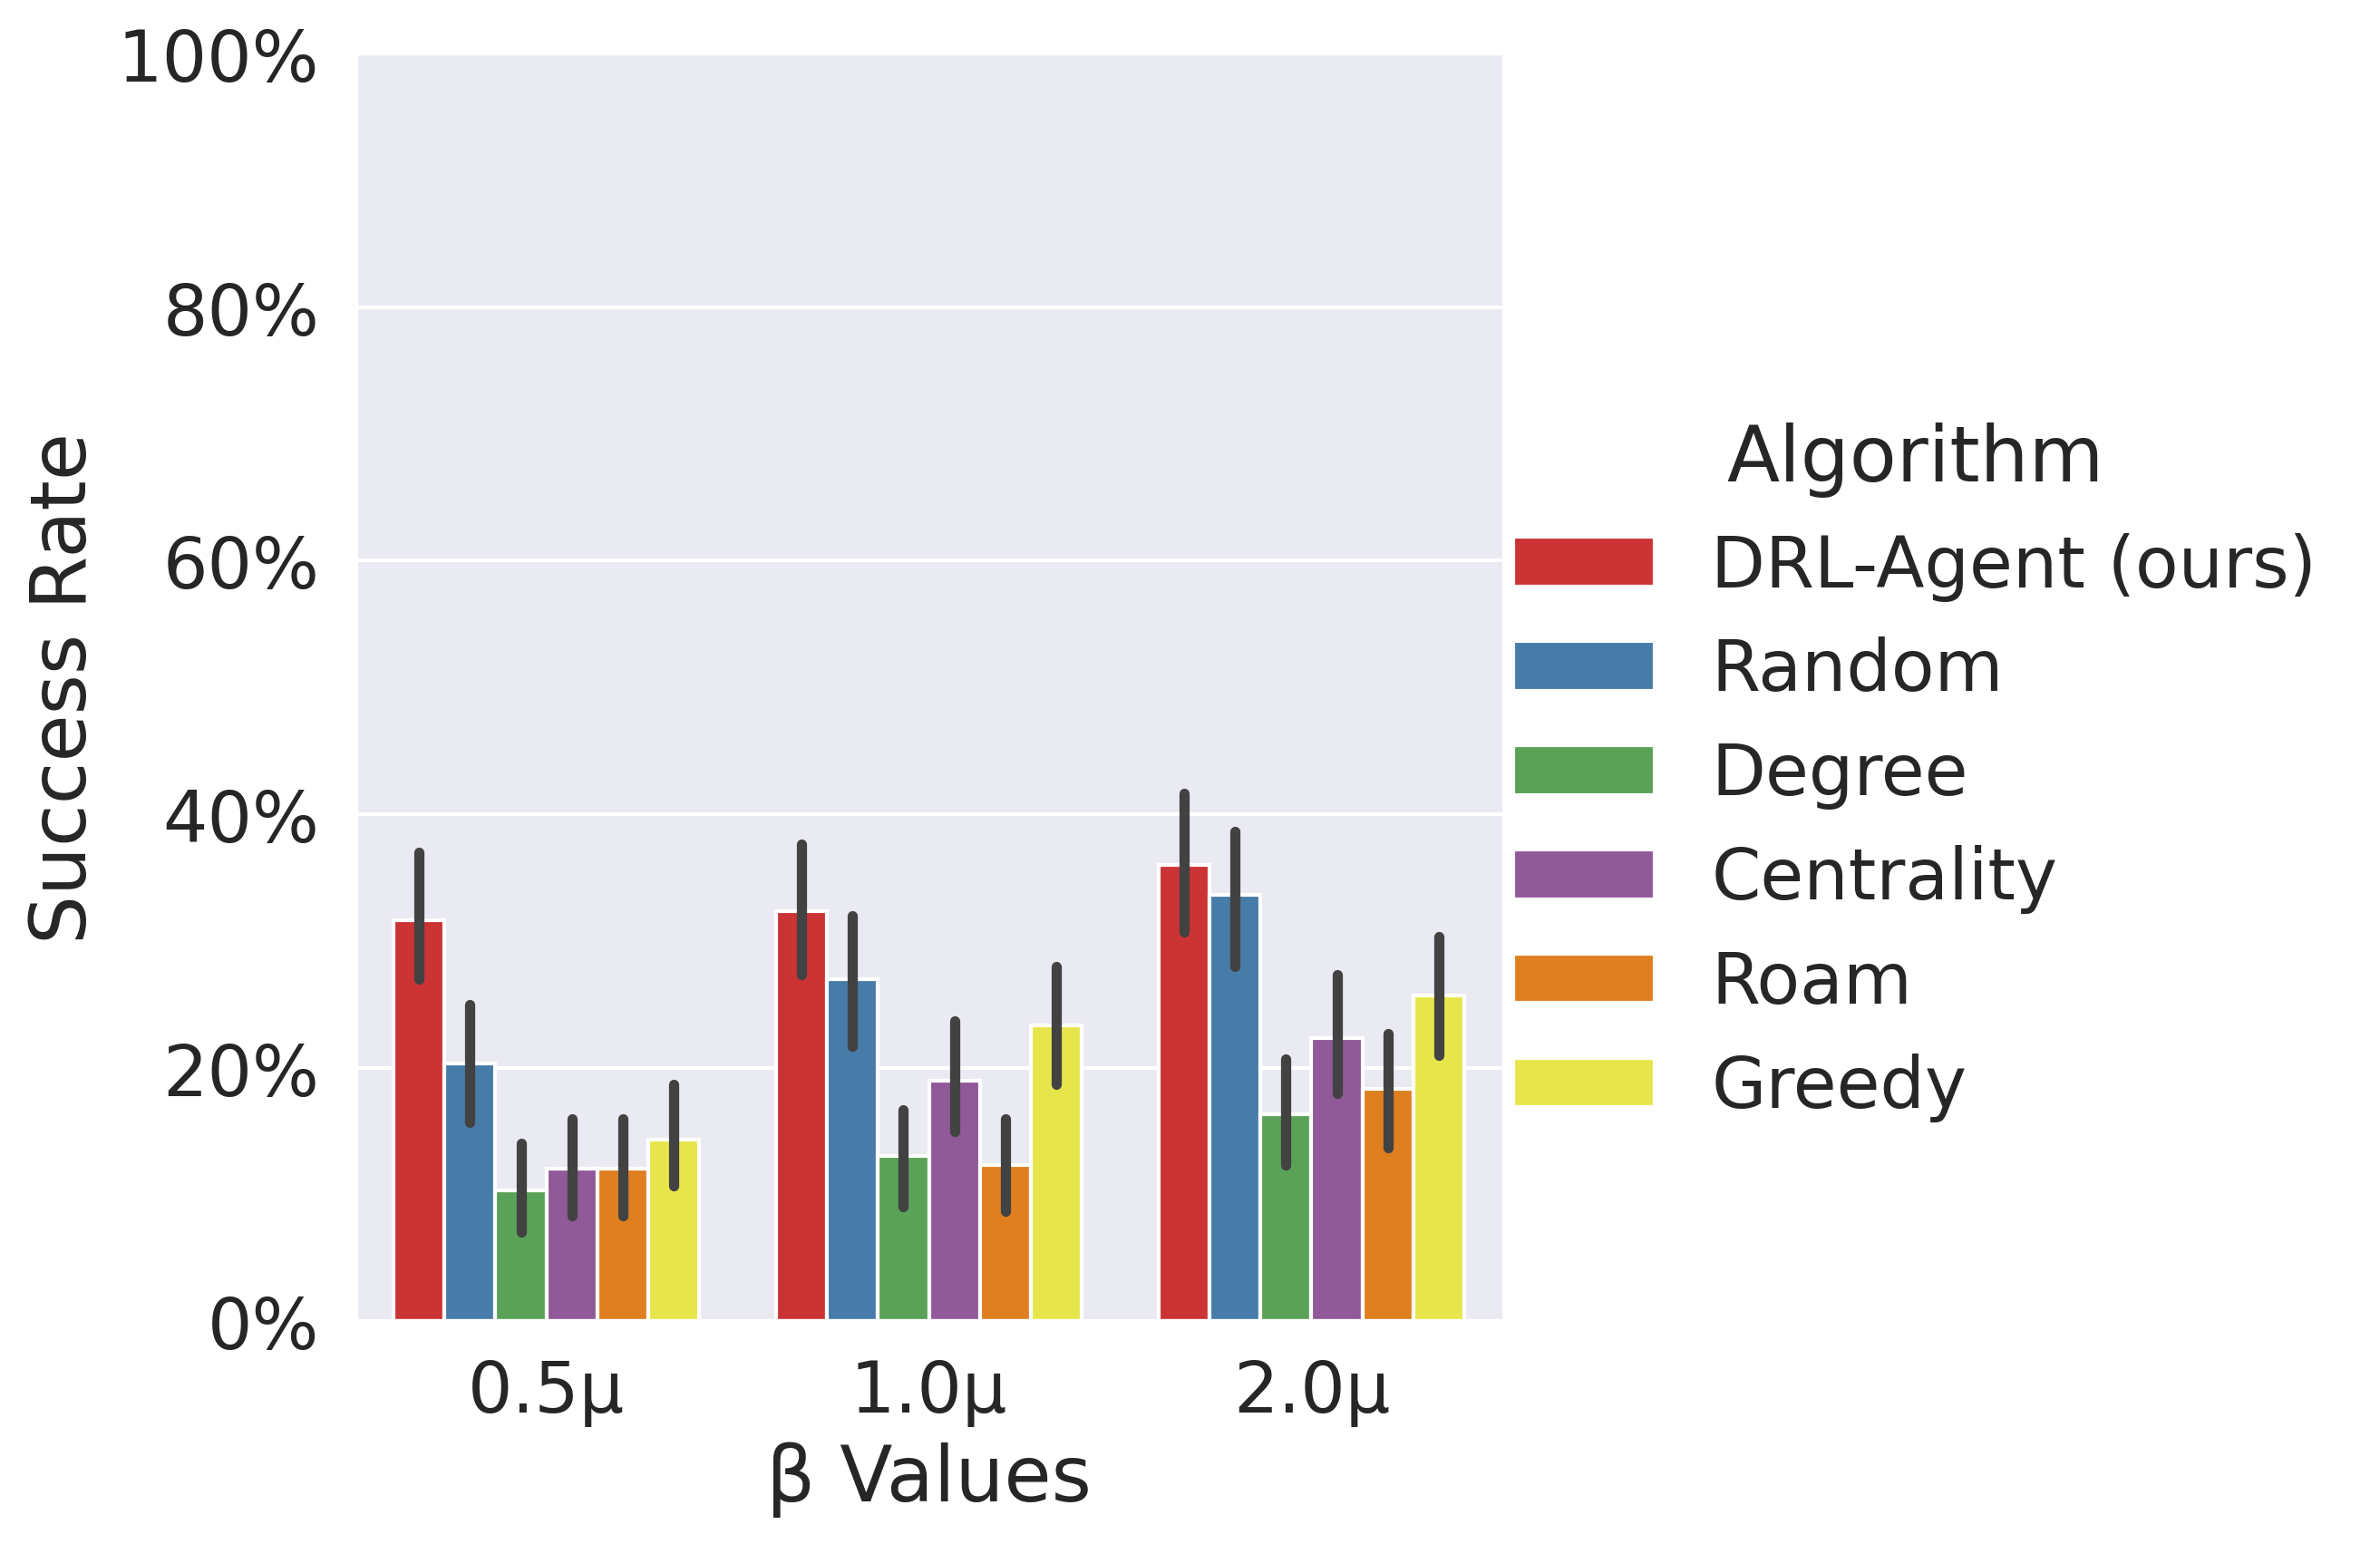 100%
80%
60%
40%
20%
0%
Success Rate
0.5µ
1.0µ
2.0µ
β Values
Algorithm
DRL-Agent (ours)
Random
Degree
Centrality
Roam
Greedy